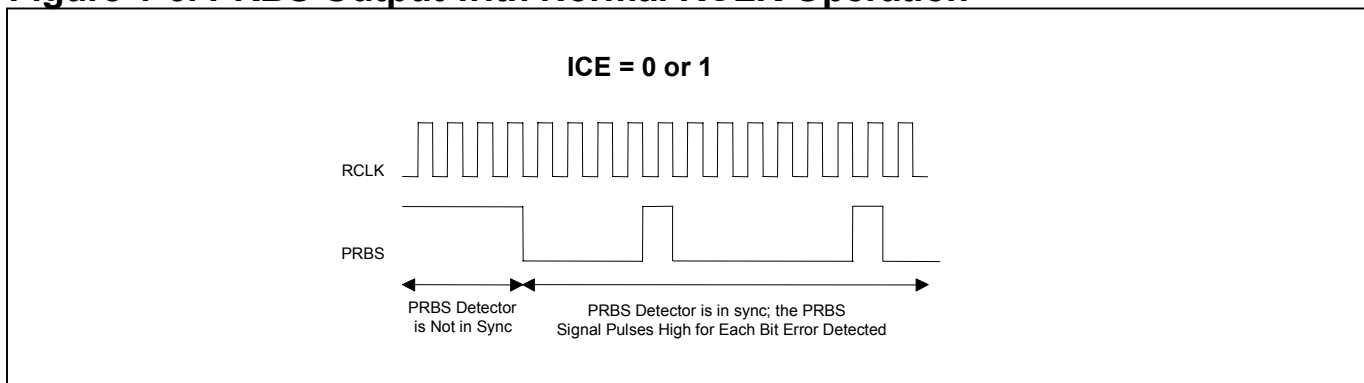 ICE = 0 or 1
RCLK
PRBS
PRBS Detector
is Not in Sync
PRBS Detector is in sync; the PRBS
Signal Pulses High for Each Bit Error Detected